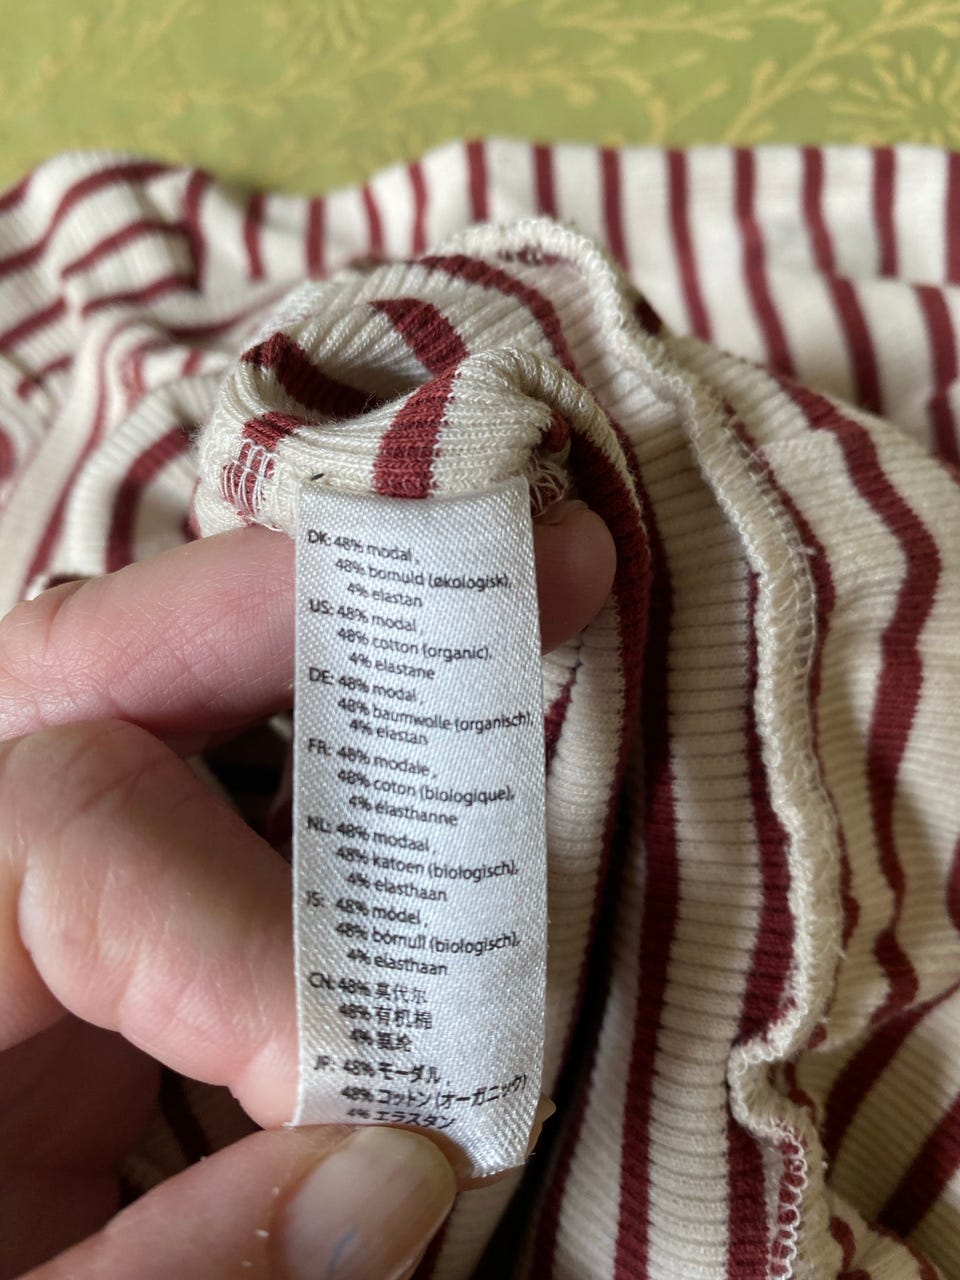 DK: 48% modal,
48% bomuld (økologisk),
4% elastan
US: 48% modal,
48% cotton (organic),
4% elastane
DE: 48% modal,
48% baumwolle (organisch),
4% elastan
FR: 48% modale,
48% coton (biologique),
4% élasthanne
NL: 48% modaal
48% katoen (biologisch),
4% elasthaan
JS: 48% model,
48% bornull (biologisch),
4% elasthaan
CN: 48% 莫代尔
48% 有机棉
4% 氨纶
JP: 48% モーダル,
48% コットン (オーガニック)
4% エラスタン